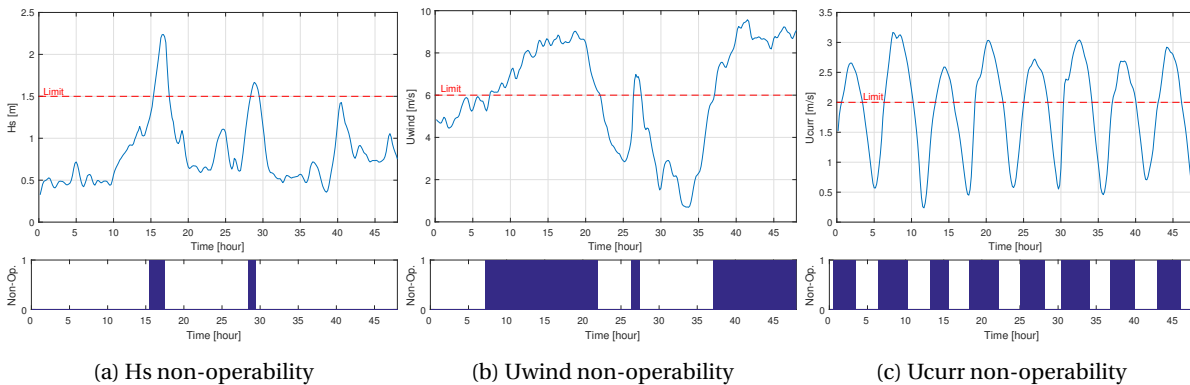 2.5
2
1.5
1
0.5
0
Hs [m]
Limit
0 5 10 15 20 25 30 35 40 45
Time [hour]
1
0
Non-Op.
0 5 10 15 20 25 30 35 40 45
Time [hour]
(a) Hs non-operability
10
8
6
4
2
0
Uwind [m/s]
Limit
0 5 10 15 20 25 30 35 40 45
Time [hour]
1
0
Non-Op.
0 5 10 15 20 25 30 35 40 45
Time [hour]
(b) Uwind non-operability
3.5
3
2.5
2
1.5
1
0.5
0
Ucurr [m/s]
Limit
0 5 10 15 20 25 30 35 40 45
Time [hour]
1
0
Non-Op.
0 5 10 15 20 25 30 35 40 45
Time [hour]
(c) Ucurr non-operability